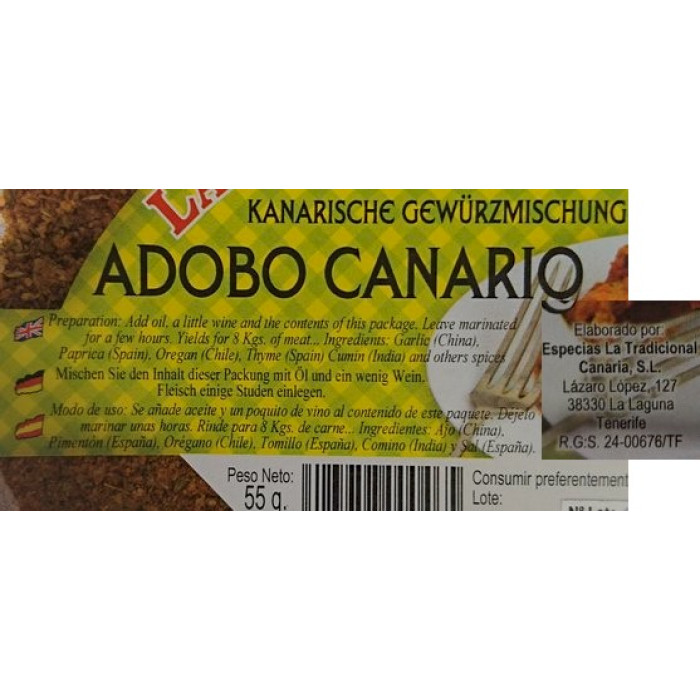 LA
KANARISCHE GEWÜRZMISCHUNG
ADOBO CANARIO
Preparation: Add oil, a little wine and the contents of this package. Leave marinated
for a few hours. Yields for 8 Kgs. of meat... Ingredients: Garlic (China),
Paprica (Spain), Oregan (Chile), Thyme (Spain) Cumin (India) and others spices
Mischen Sie den Inhalt dieser Packung mit Öl und ein wenig Wein.
Fleisch einige Studen einlegen.
Modo de uso: Se añade aceite y un poquito de vino al contenido de este paquete. Déjelo
marinar unas horas. Rinde para 8 Kgs. de carne... Ingredientes: Ajo (China),
Pimentón (España), Orégano (Chile), Tomillo (España), Comino (India) y Sal (España).
Elaborado por:
Especias La Tradicional
Canaria, S.L.
Lázaro López, 127
38330 La Laguna
Tenerife
R.G.S. 24-00676/TF
Peso Neto:
55 g.
Consumir preferentement
Lote: